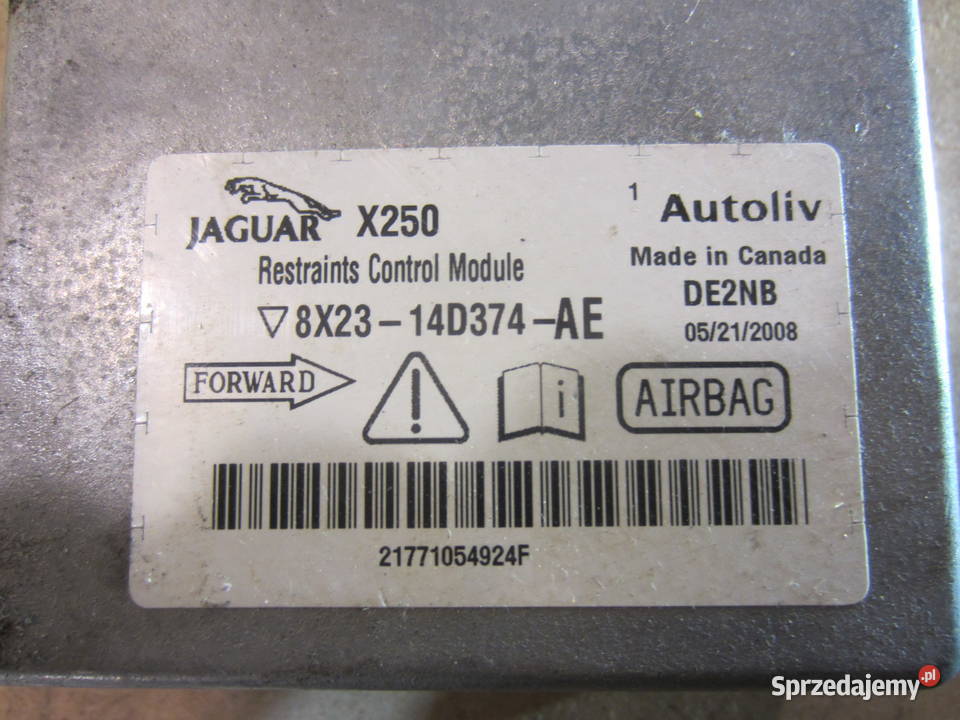 JAGUAR X250
1 Autoliv
Restraints Control Module
Made in Canada
8X23-14D374-AE
DE2NB
05/21/2008
FORWARD
i
AIRBAG
21771054924F
Sprzedajemy.pl